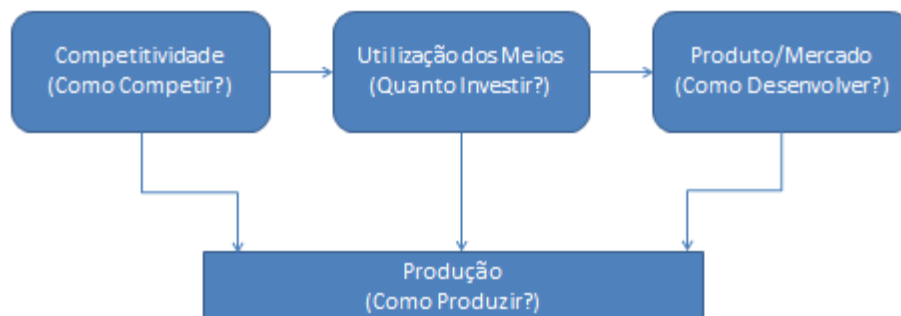 Competitividade
(Como Competir?)
Utilização dos Meios
(Quanto Investir?)
Produto/Mercado
(Como Desenvolver?)
Produção
(Como Produzir?)